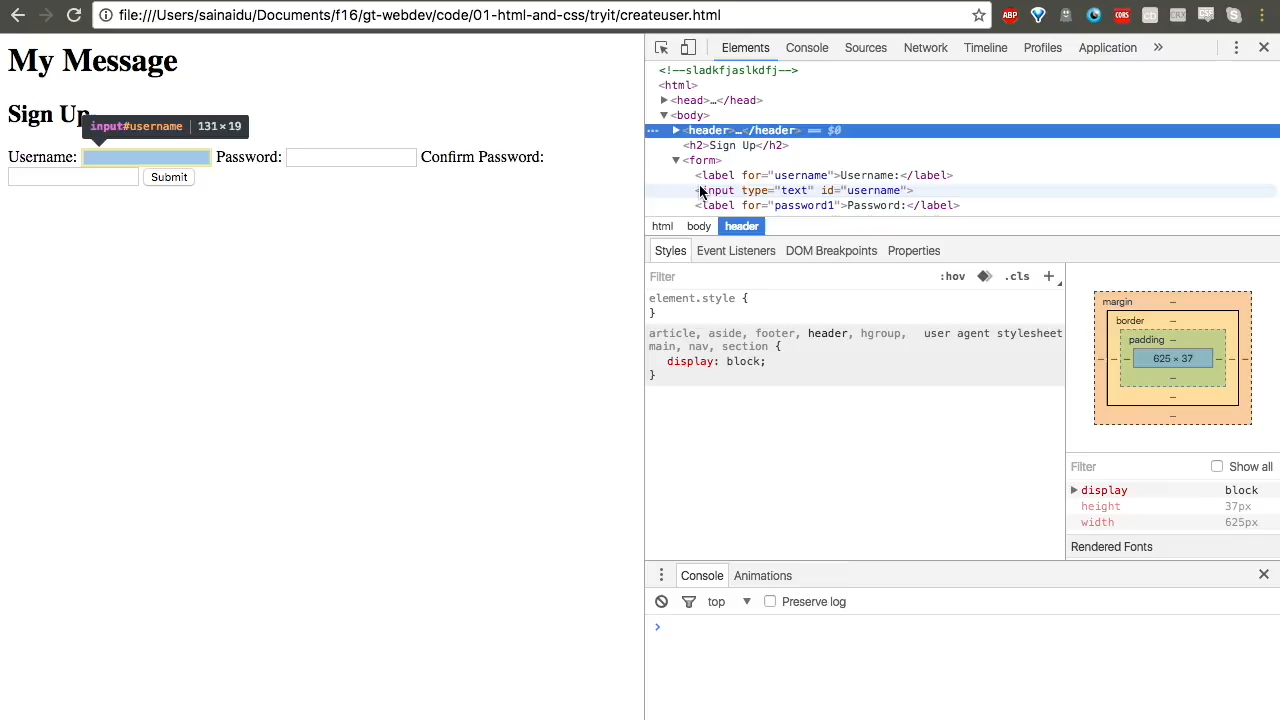 file:///Users/sainaidu/Documents/f16/gt-webdev/code/01-html-and-css/tryit/createuser.html
ABP
CORS
My Message
Sign Up
input#username | 131×19
Username: Password: Confirm Password:
Submit
Elements Console Sources Network Timeline Profiles Application »
<!--sladkfjaslkdfj-->
<html>
▶<head>…</head>
▼<body>
… ▶<header>…</header> == $0
<h2>Sign Up</h2>
▼<form>
<label for="username">Username:</label>
<input type="text" id="username">
<label for="password1">Password:</label>
html body header
Styles Event Listeners DOM Breakpoints Properties
Filter :hov .cls +
element.style {
}
article, aside, footer, header, hgroup, user agent stylesheet
main, nav, section {
display: block;
}
margin –
border –
padding –
– – – 625 × 37 – – –
–
–
–
Filter Show all
▶ display block
height 37px
width 625px
Rendered Fonts
Console Animations
top ▼ Preserve log
>